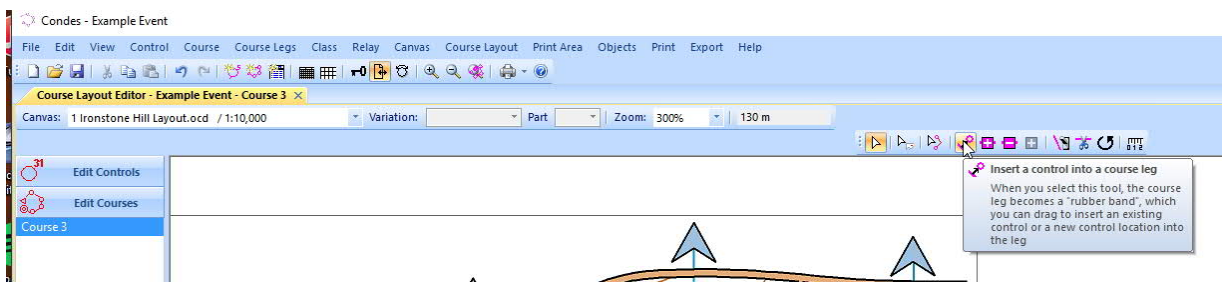 Condes - Example Event
File Edit View Control Course Course Legs Class Relay Canvas Course Layout Print Area Objects Print Export Help
Course Layout Editor - Example Event - Course 3
Canvas: 1 Ironstone Hill Layout.ocd / 1:10,000 Variation: Part Zoom: 300% 130 m
31 Edit Controls
Edit Courses
Course 3
Insert a control into a course leg
When you select this tool, the course
leg becomes a "rubber band", which
you can drag to insert an existing
control or a new control location into
the leg